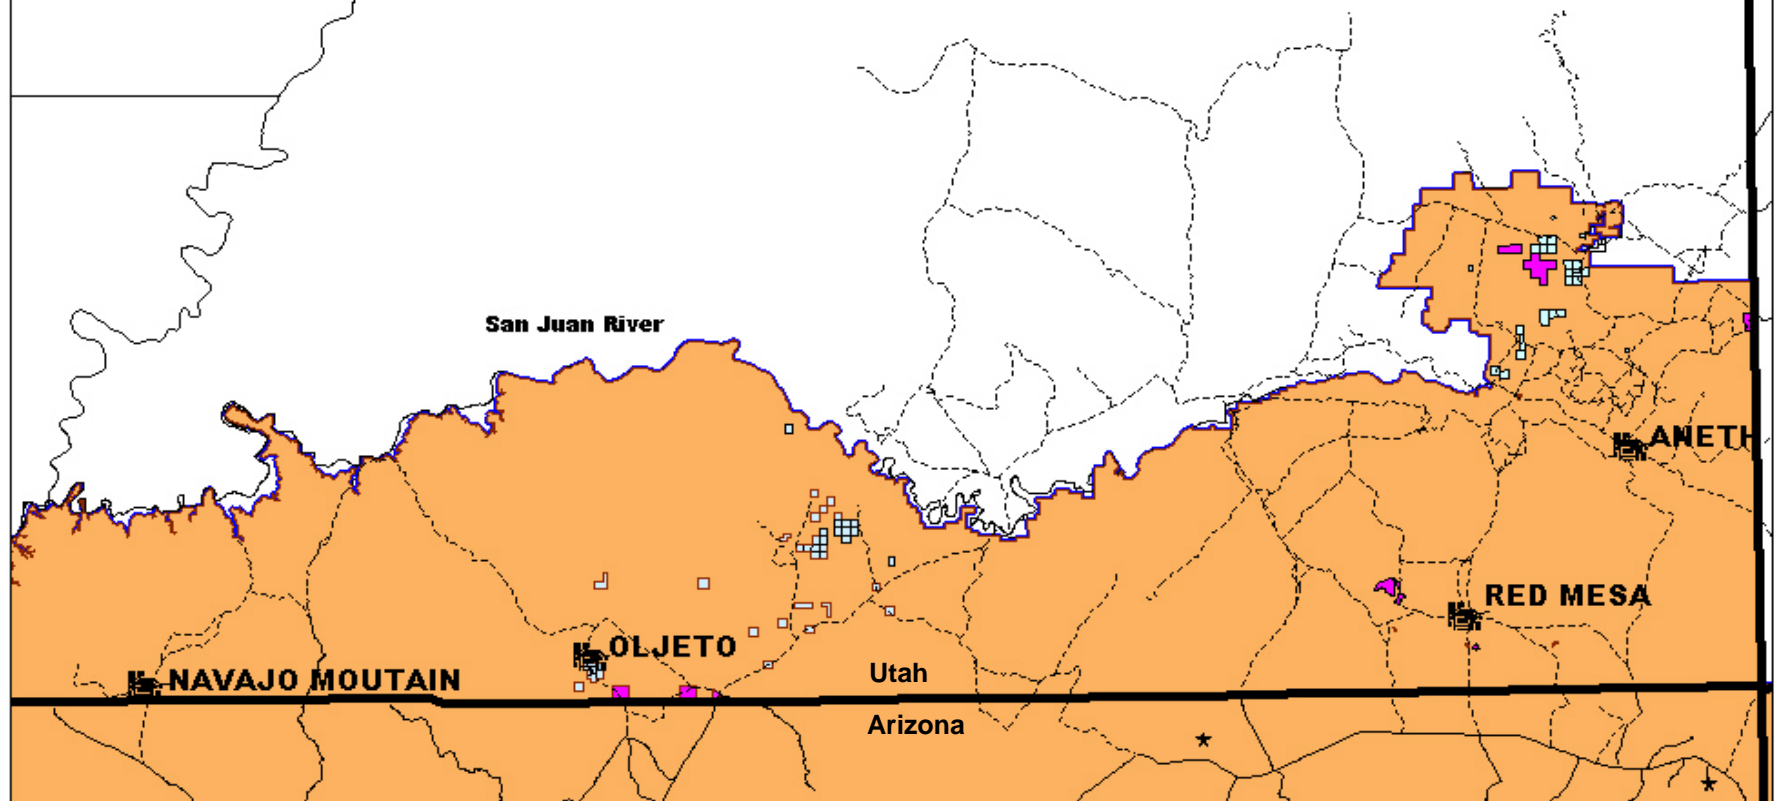 San Juan River
ANETH
RED MESA
OLJETO
NAVAJO MOUTAIN
Utah
Arizona